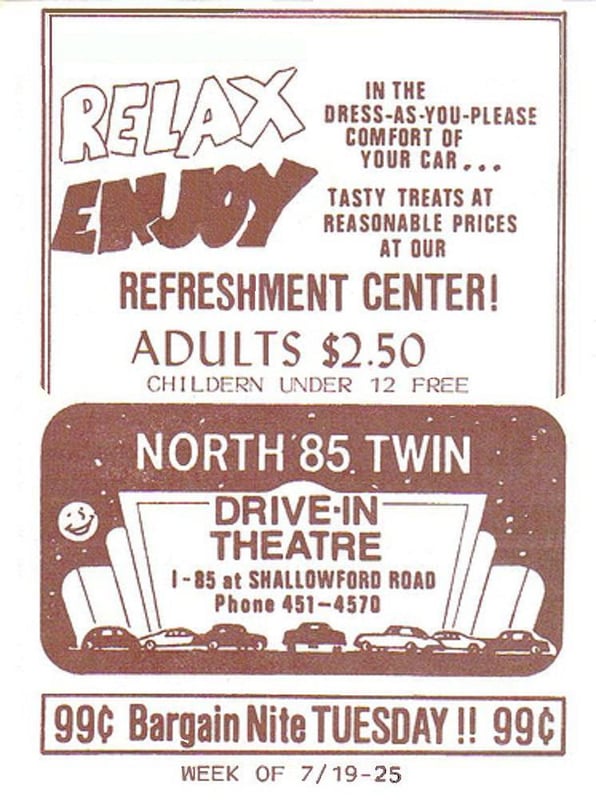 RELAX
ENJOY
IN THE
DRESS-AS-YOU-PLEASE
COMFORT OF
YOUR CAR...
TASTY TREATS AT
REASONABLE PRICES
AT OUR
REFRESHMENT CENTER!
ADULTS $2.50
CHILDERN UNDER 12 FREE
NORTH '85 TWIN
DRIVE-IN
THEATRE
I-85 at SHALLOWFORD ROAD
Phone 451-4570
99¢ Bargain Nite TUESDAY !! 99¢
WEEK OF 7/19-25